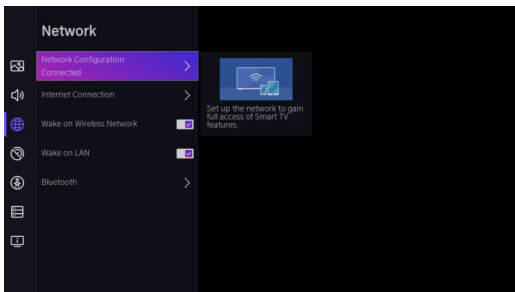 Network
Network Configuration
Connected
Internet Connection
Wake on Wireless Network
Wake on LAN
Bluetooth
Set up the network to gain
full access of Smart TV
features.